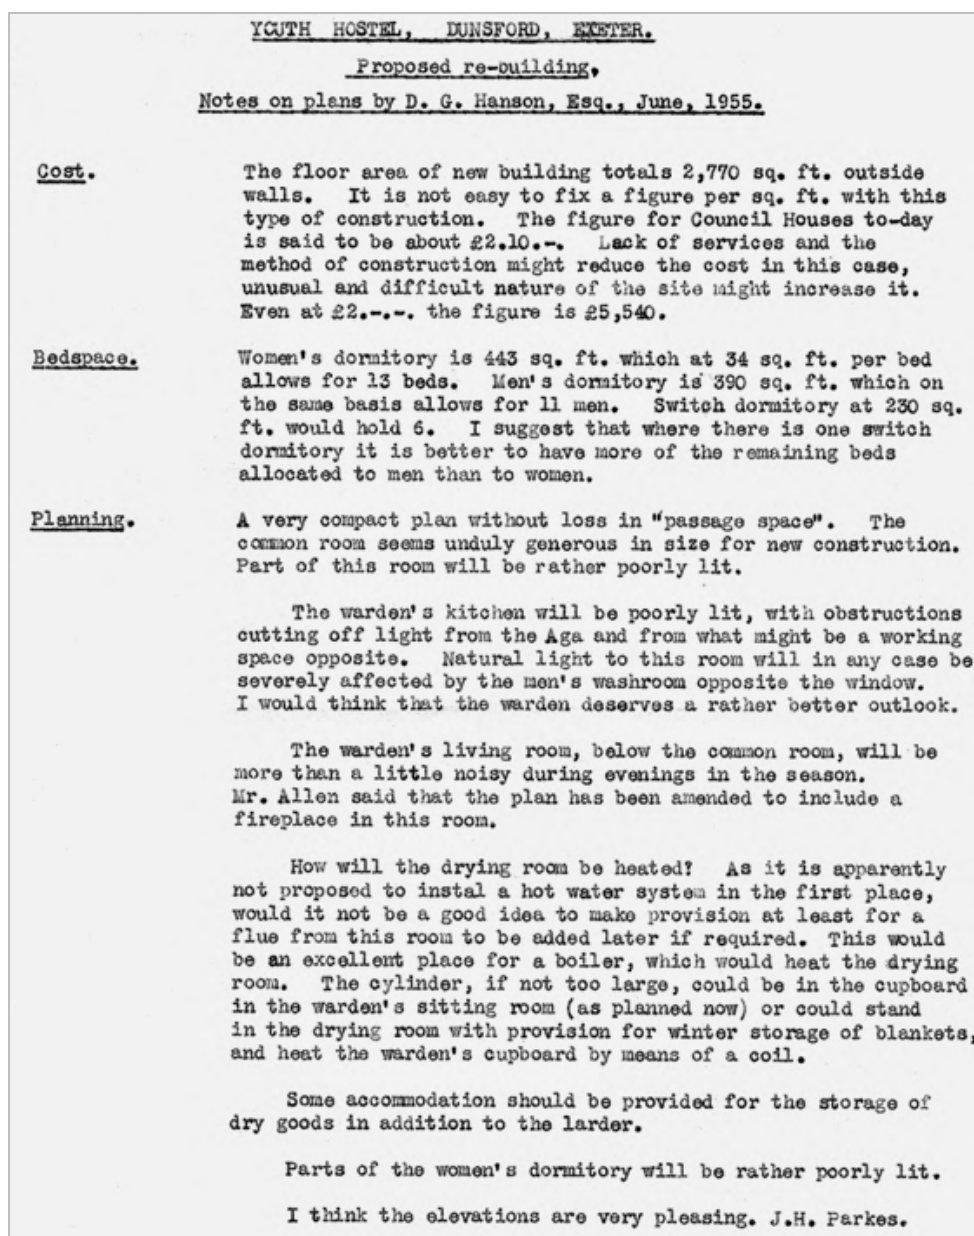 YOUTH HOSTEL, DUNSFORD, EXETER.
Proposed re-building.
Notes on plans by D. G. Hanson, Esq., June, 1955.
Cost. The floor area of new building totals 2,770 sq. ft. outside
walls. It is not easy to fix a figure per sq. ft. with this
type of construction. The figure for Council Houses to-day
is said to be about £2.10.-. Lack of services and the
method of construction might reduce the cost in this case,
unusual and difficult nature of the site might increase it.
Even at £2.-.-. the figure is £5,540.
Bedspace. Women's dormitory is 443 sq. ft. which at 34 sq. ft. per bed
allows for 13 beds. Men's dormitory is 390 sq. ft. which on
the same basis allows for 11 men. Switch dormitory at 230 sq.
ft. would hold 6. I suggest that where there is one switch
dormitory it is better to have more of the remaining beds
allocated to men than to women.
Planning. A very compact plan without loss in "passage space". The
common room seems unduly generous in size for new construction.
Part of this room will be rather poorly lit.
The warden's kitchen will be poorly lit, with obstructions
cutting off light from the Aga and from what might be a working
space opposite. Natural light to this room will in any case be
severely affected by the men's washroom opposite the window.
I would think that the warden deserves a rather better outlook.
The warden's living room, below the common room, will be
more than a little noisy during evenings in the season.
Mr. Allen said that the plan has been amended to include a
fireplace in this room.
How will the drying room be heated? As it is apparently
not proposed to instal a hot water system in the first place,
would it not be a good idea to make provision at least for a
flue from this room to be added later if required. This would
be an excellent place for a boiler, which would heat the drying
room. The cylinder, if not too large, could be in the cupboard
in the warden's sitting room (as planned now) or could stand
in the drying room with provision for winter storage of blankets,
and heat the warden's cupboard by means of a coil.
Some accommodation should be provided for the storage of
dry goods in addition to the larder.
Parts of the women's dormitory will be rather poorly lit.
I think the elevations are very pleasing. J.H. Parkes.